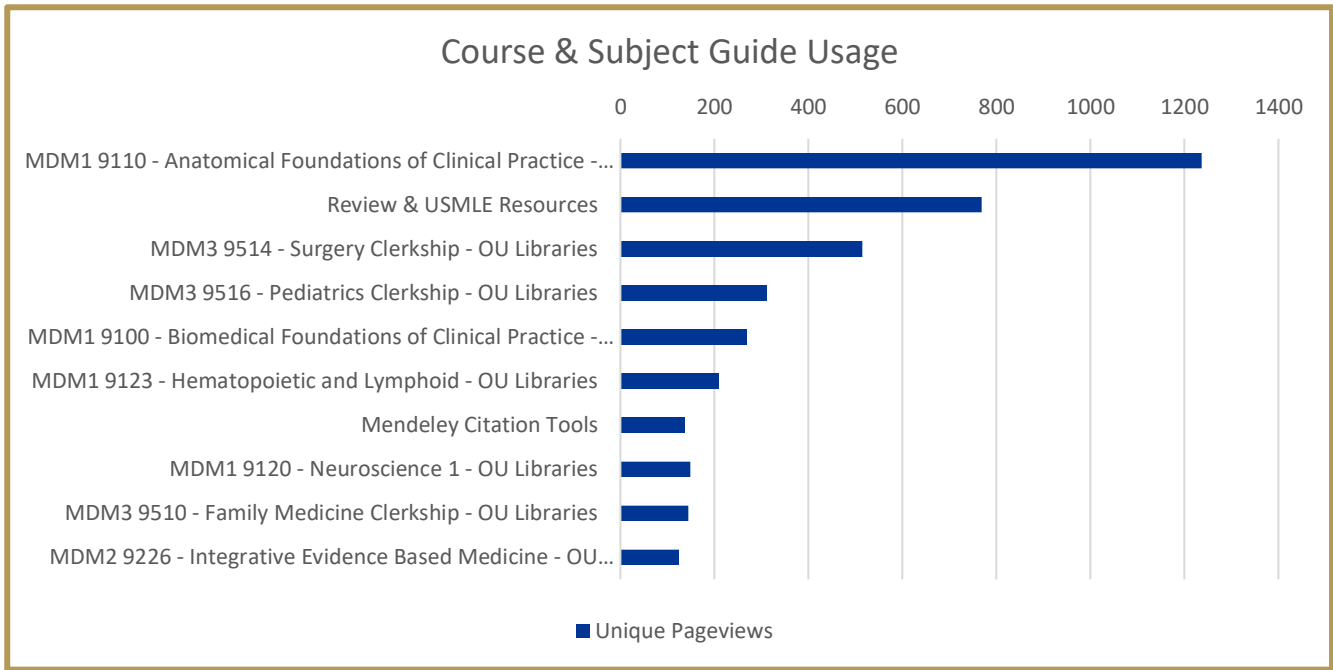 Course & Subject Guide Usage
0 200 400 600 800 1000 1200 1400
MDM1 9110 - Anatomical Foundations of Clinical Practice -...
Review & USMLE Resources
MDM3 9514 - Surgery Clerkship - OU Libraries
MDM3 9516 - Pediatrics Clerkship - OU Libraries
MDM1 9100 - Biomedical Foundations of Clinical Practice -...
MDM1 9123 - Hematopoietic and Lymphoid - OU Libraries
Mendeley Citation Tools
MDM1 9120 - Neuroscience 1 - OU Libraries
MDM3 9510 - Family Medicine Clerkship - OU Libraries
MDM2 9226 - Integrative Evidence Based Medicine - OU...
Unique Pageviews